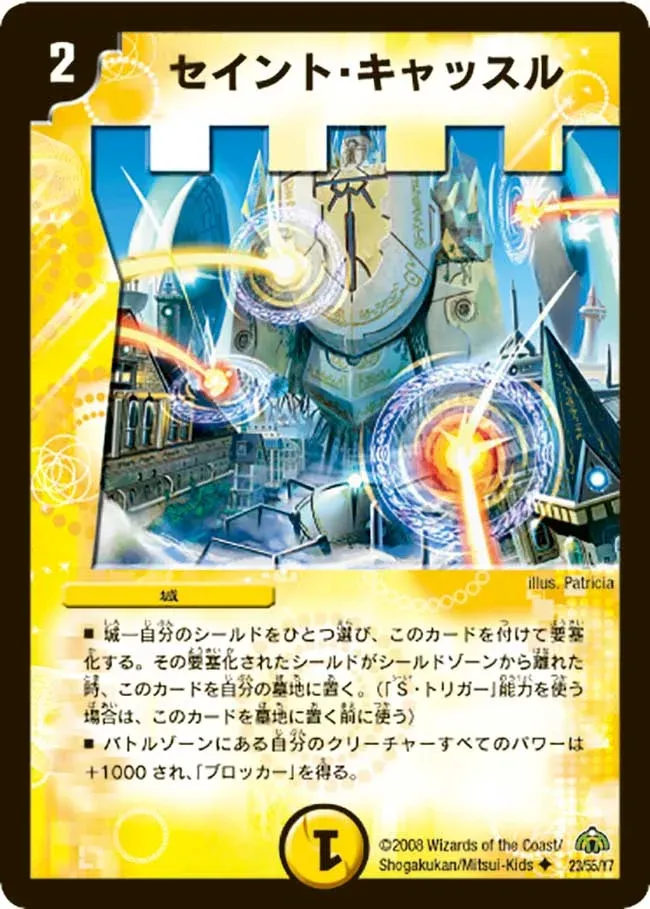 2
セイント・キャッスル
illus. Patricia
城
■ 城―自分のシールドをひとつ選び、このカードを付けて要塞
化する。その要塞化されたシールドがシールドゾーンから離れた
時、このカードを自分の墓地に置く。(「S・トリガー」能力を使う
場合は、このカードを墓地に置く前に使う)
■ バトルゾーンにある自分のクリーチャーすべてのパワーは
+1000 され、「ブロッカー」を得る。
1
©2008 Wizards of the Coast/
Shogakukan/Mitsui-Kids
23/55/Y7